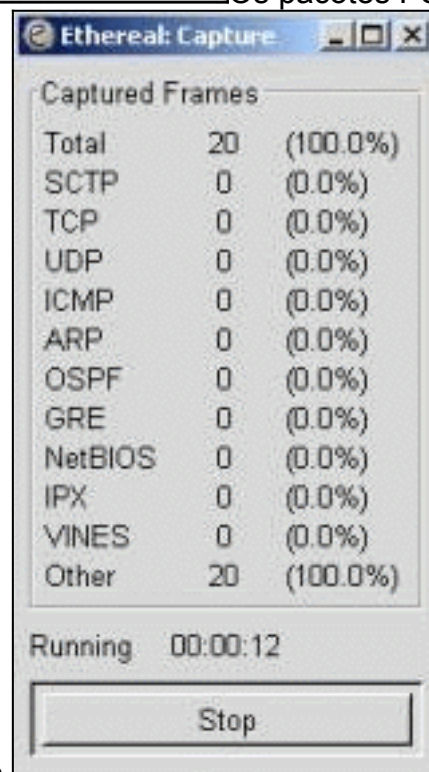 Os pacotes
Ethereal: Capture
Captured Frames
Total 20 (100.0%)
SCTP 0 (0.0%)
TCP 0 (0.0%)
UDP 0 (0.0%)
ICMP 0 (0.0%)
ARP 0 (0.0%)
OSPF 0 (0.0%)
GRE 0 (0.0%)
NetBIOS 0 (0.0%)
IPX 0 (0.0%)
VINES 0 (0.0%)
Other 20 (100.0%)
Running 00:00:12
Stop